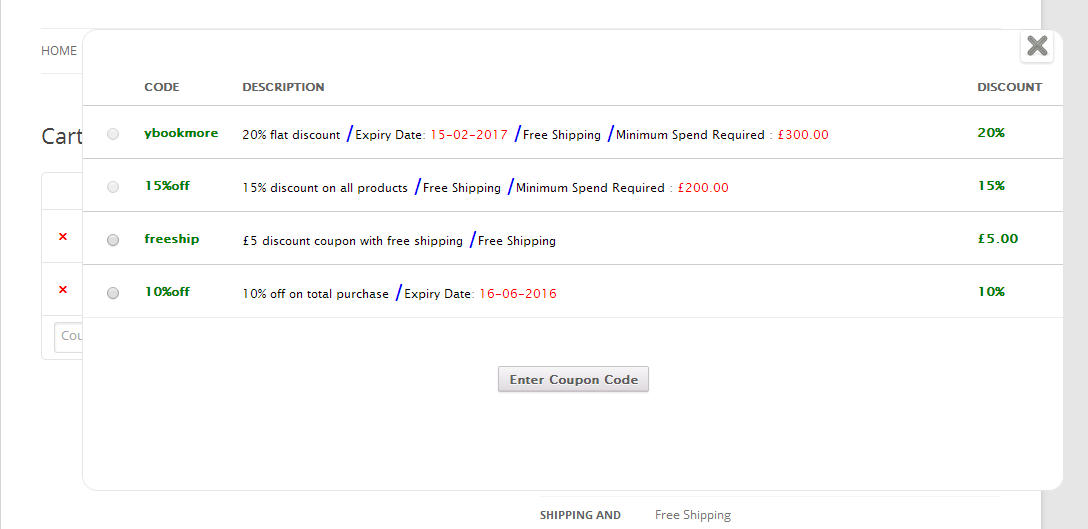 HOME
CODE DESCRIPTION DISCOUNT
Cart
ybookmore 20% flat discount / Expiry Date: 15-02-2017 / Free Shipping / Minimum Spend Required : £300.00 20%
15%off 15% discount on all products / Free Shipping / Minimum Spend Required : £200.00 15%
× freeship £5 discount coupon with free shipping / Free Shipping £5.00
× 10%off 10% off on total purchase / Expiry Date: 16-06-2016 10%
Cou
Enter Coupon Code
SHIPPING AND Free Shipping